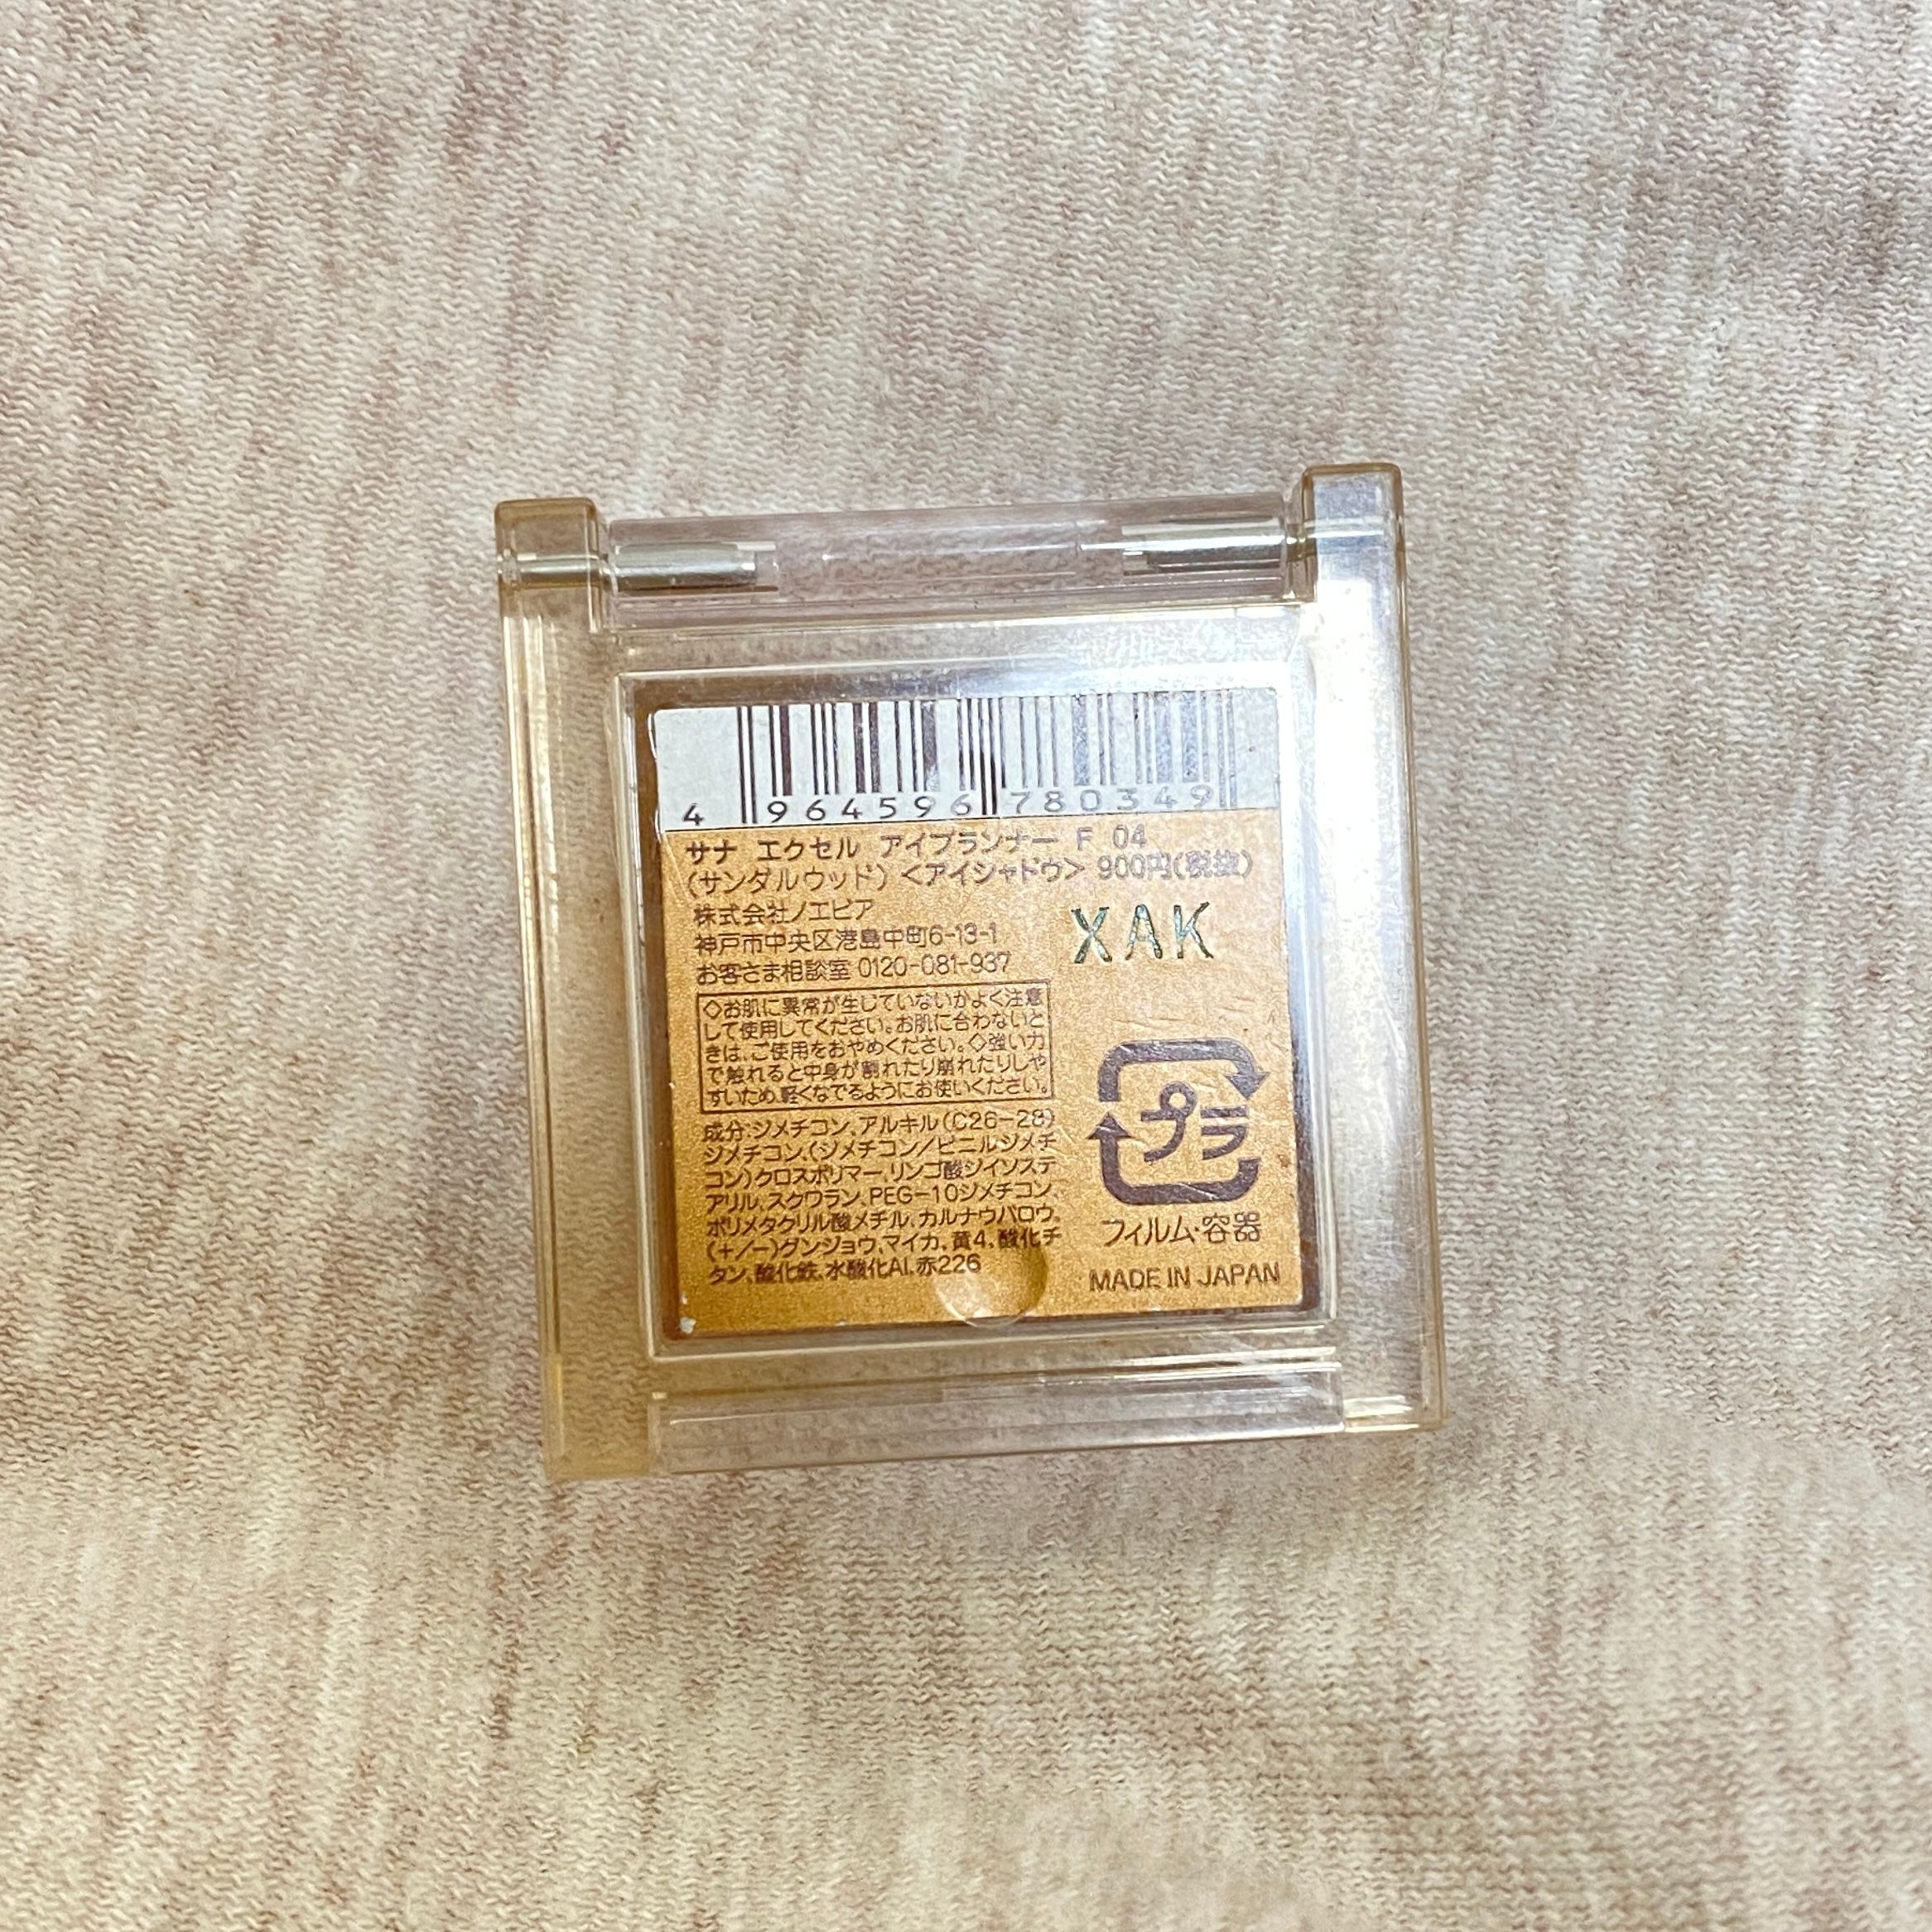 4 964596 780349
サナ エクセル アイプランナー F 04
(サンダルウッド)<アイシャドウ> 900円(税抜)
株式会社ノエビア
神戸市中央区港島中町6-13-1
お客さま相談室 0120-081-937
XAK
◇お肌に異常が生じていないかよく注意
して使用してください。お肌に合わないと
きは、ご使用をおやめください。◇強い力
で触れると中身が割れたり崩れたりしや
すいため、軽くなでるようにお使いください。
成分:ジメチコン、アルキル(C26-28)
ジメチコン、(ジメチコン/ビニルジメチ
コン)クロスポリマー、リンゴ酸ジイソステ
アリル、スクワラン、PEG-10ジメチコン、
ポリメタクリル酸メチル、カルナウバロウ、
(+/-)グンジョウ、マイカ、黄4、酸化チ
タン、酸化鉄、水酸化Al、赤226
プラ
フィルム・容器
MADE IN JAPAN